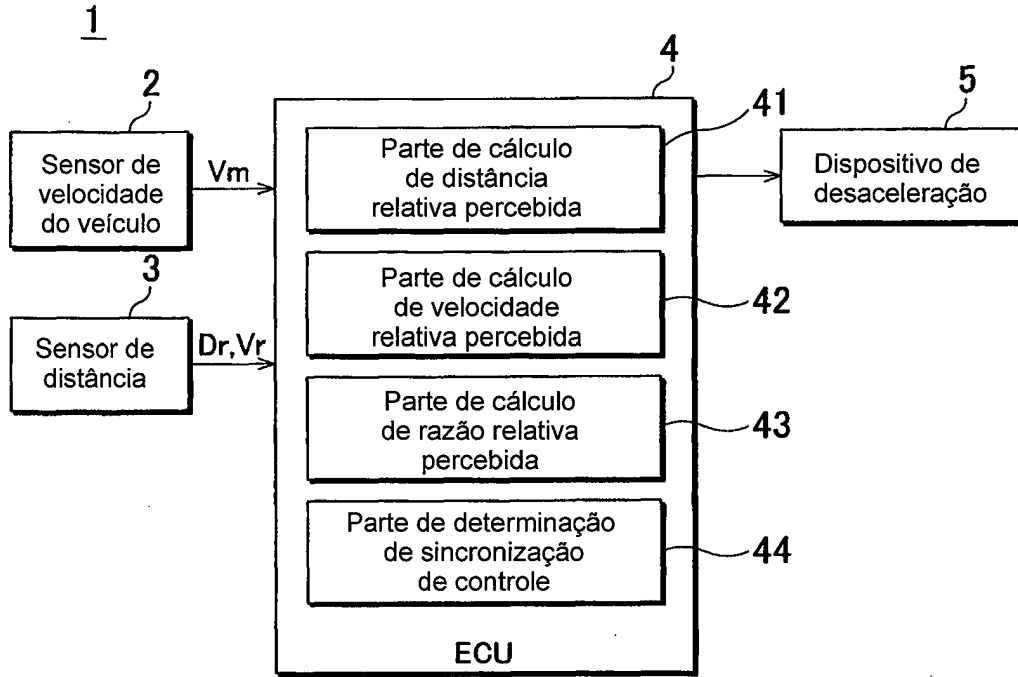 1
2
Sensor de
velocidade
do veículo
Vm
3
Sensor de
distância
Dr,Vr
4
41
Parte de cálculo
de distância
relativa percebida
42
Parte de cálculo
de velocidade
relativa percebida
43
Parte de cálculo
de razão relativa
percebida
44
Parte de determinação
de sincronização
de controle
ECU
5
Dispositivo de
desaceleração